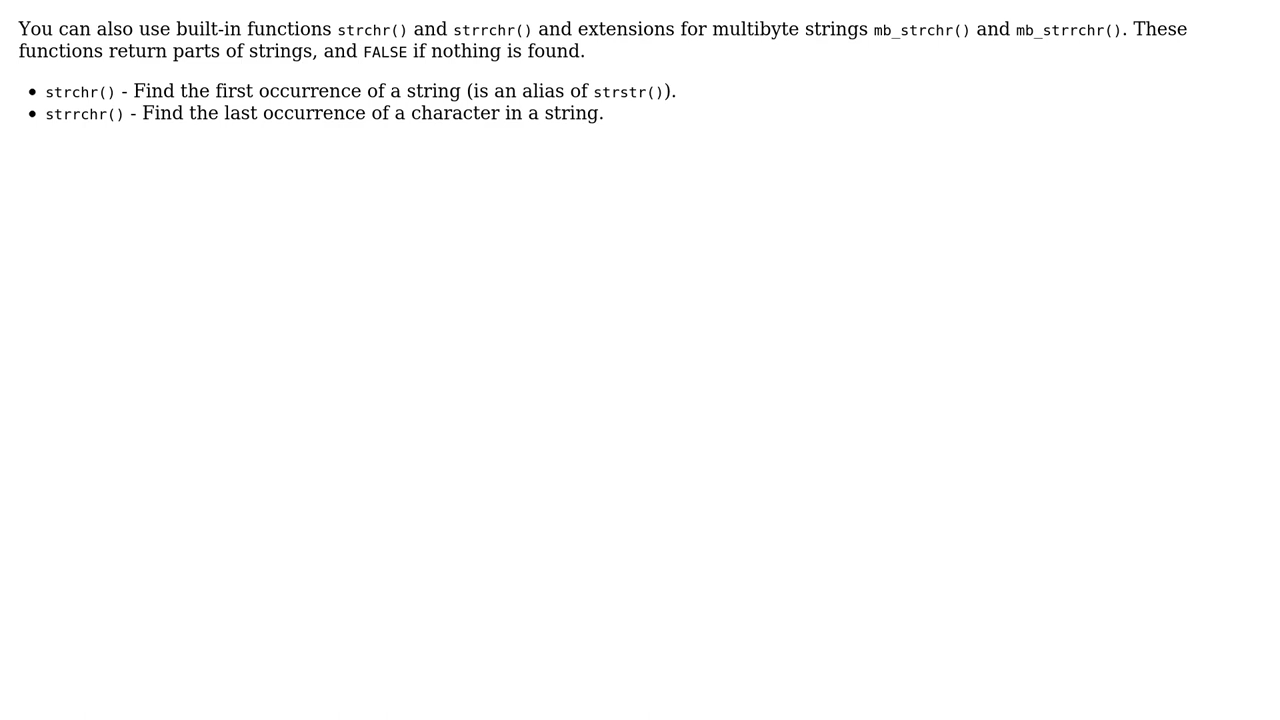 You can also use built-in functions strchr() and strrchr() and extensions for multibyte strings mb_strchr() and mb_strrchr(). These
functions return parts of strings, and FALSE if nothing is found.
• strchr() - Find the first occurrence of a string (is an alias of strstr()).
• strrchr() - Find the last occurrence of a character in a string.